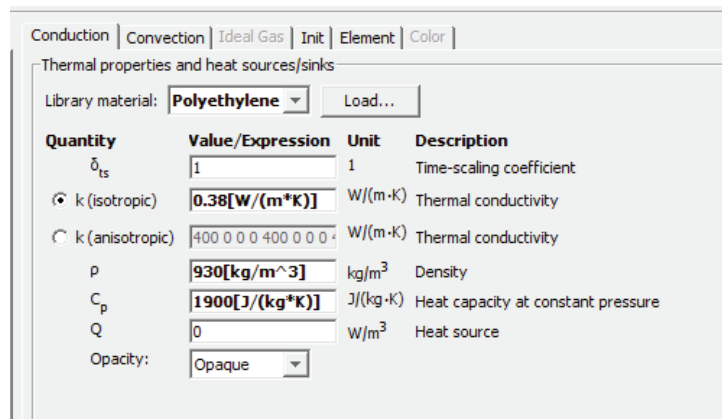 Conduction Convection Ideal Gas Init Element Color
Thermal properties and heat sources/sinks
Library material: Polyethylene Load...
Quantity Value/Expression Unit Description
δts 1 1 Time-scaling coefficient
k (isotropic) 0.38[W/(m*K)] W/(m·K) Thermal conductivity
k (anisotropic) 400 0 0 0 400 0 0 0 W/(m·K) Thermal conductivity
ρ 930[kg/m^3] kg/m³ Density
Cp 1900[J/(kg*K)] J/(kg·K) Heat capacity at constant pressure
Q 0 W/m³ Heat source
Opacity: Opaque